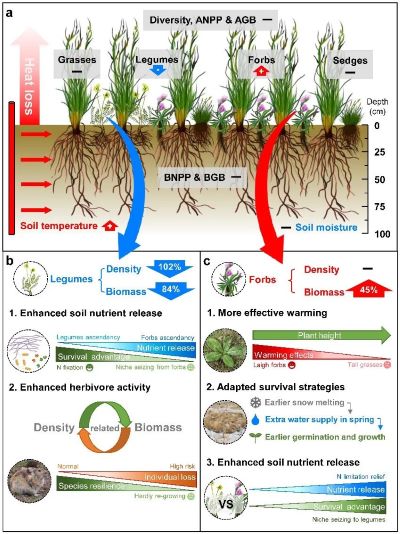 a
Diversity, ANPP & AGB —
Heat loss
Grasses
—
Legumes
Forbs
Sedges
—
Depth
(cm)
0
25
50
75
100
BNPP & BGB —
Soil temperature
— Soil moisture
b
Legumes
Density
102%
Biomass
84%
1. Enhanced soil nutrient release
Legumes ascendancy
Forbs ascendancy
Nutrient release
Survival advantage
N fixation
Niche seizing from forbs
2. Enhanced herbivore activity
Density related Biomass
Normal
High risk
Individual loss
Species resilience
Hardly re-growing
c
Forbs
Density —
Biomass
45%
1. More effective warming
Plant height
Warming effects
Laigh forbs
Tall grasses
2. Adapted survival strategies
Earlier snow melting
Extra water supply in spring
Earlier germination and growth
3. Enhanced soil nutrient release
N limitation relief
Nutrient release
Survival advantage
Niche seizing to legumes
VS